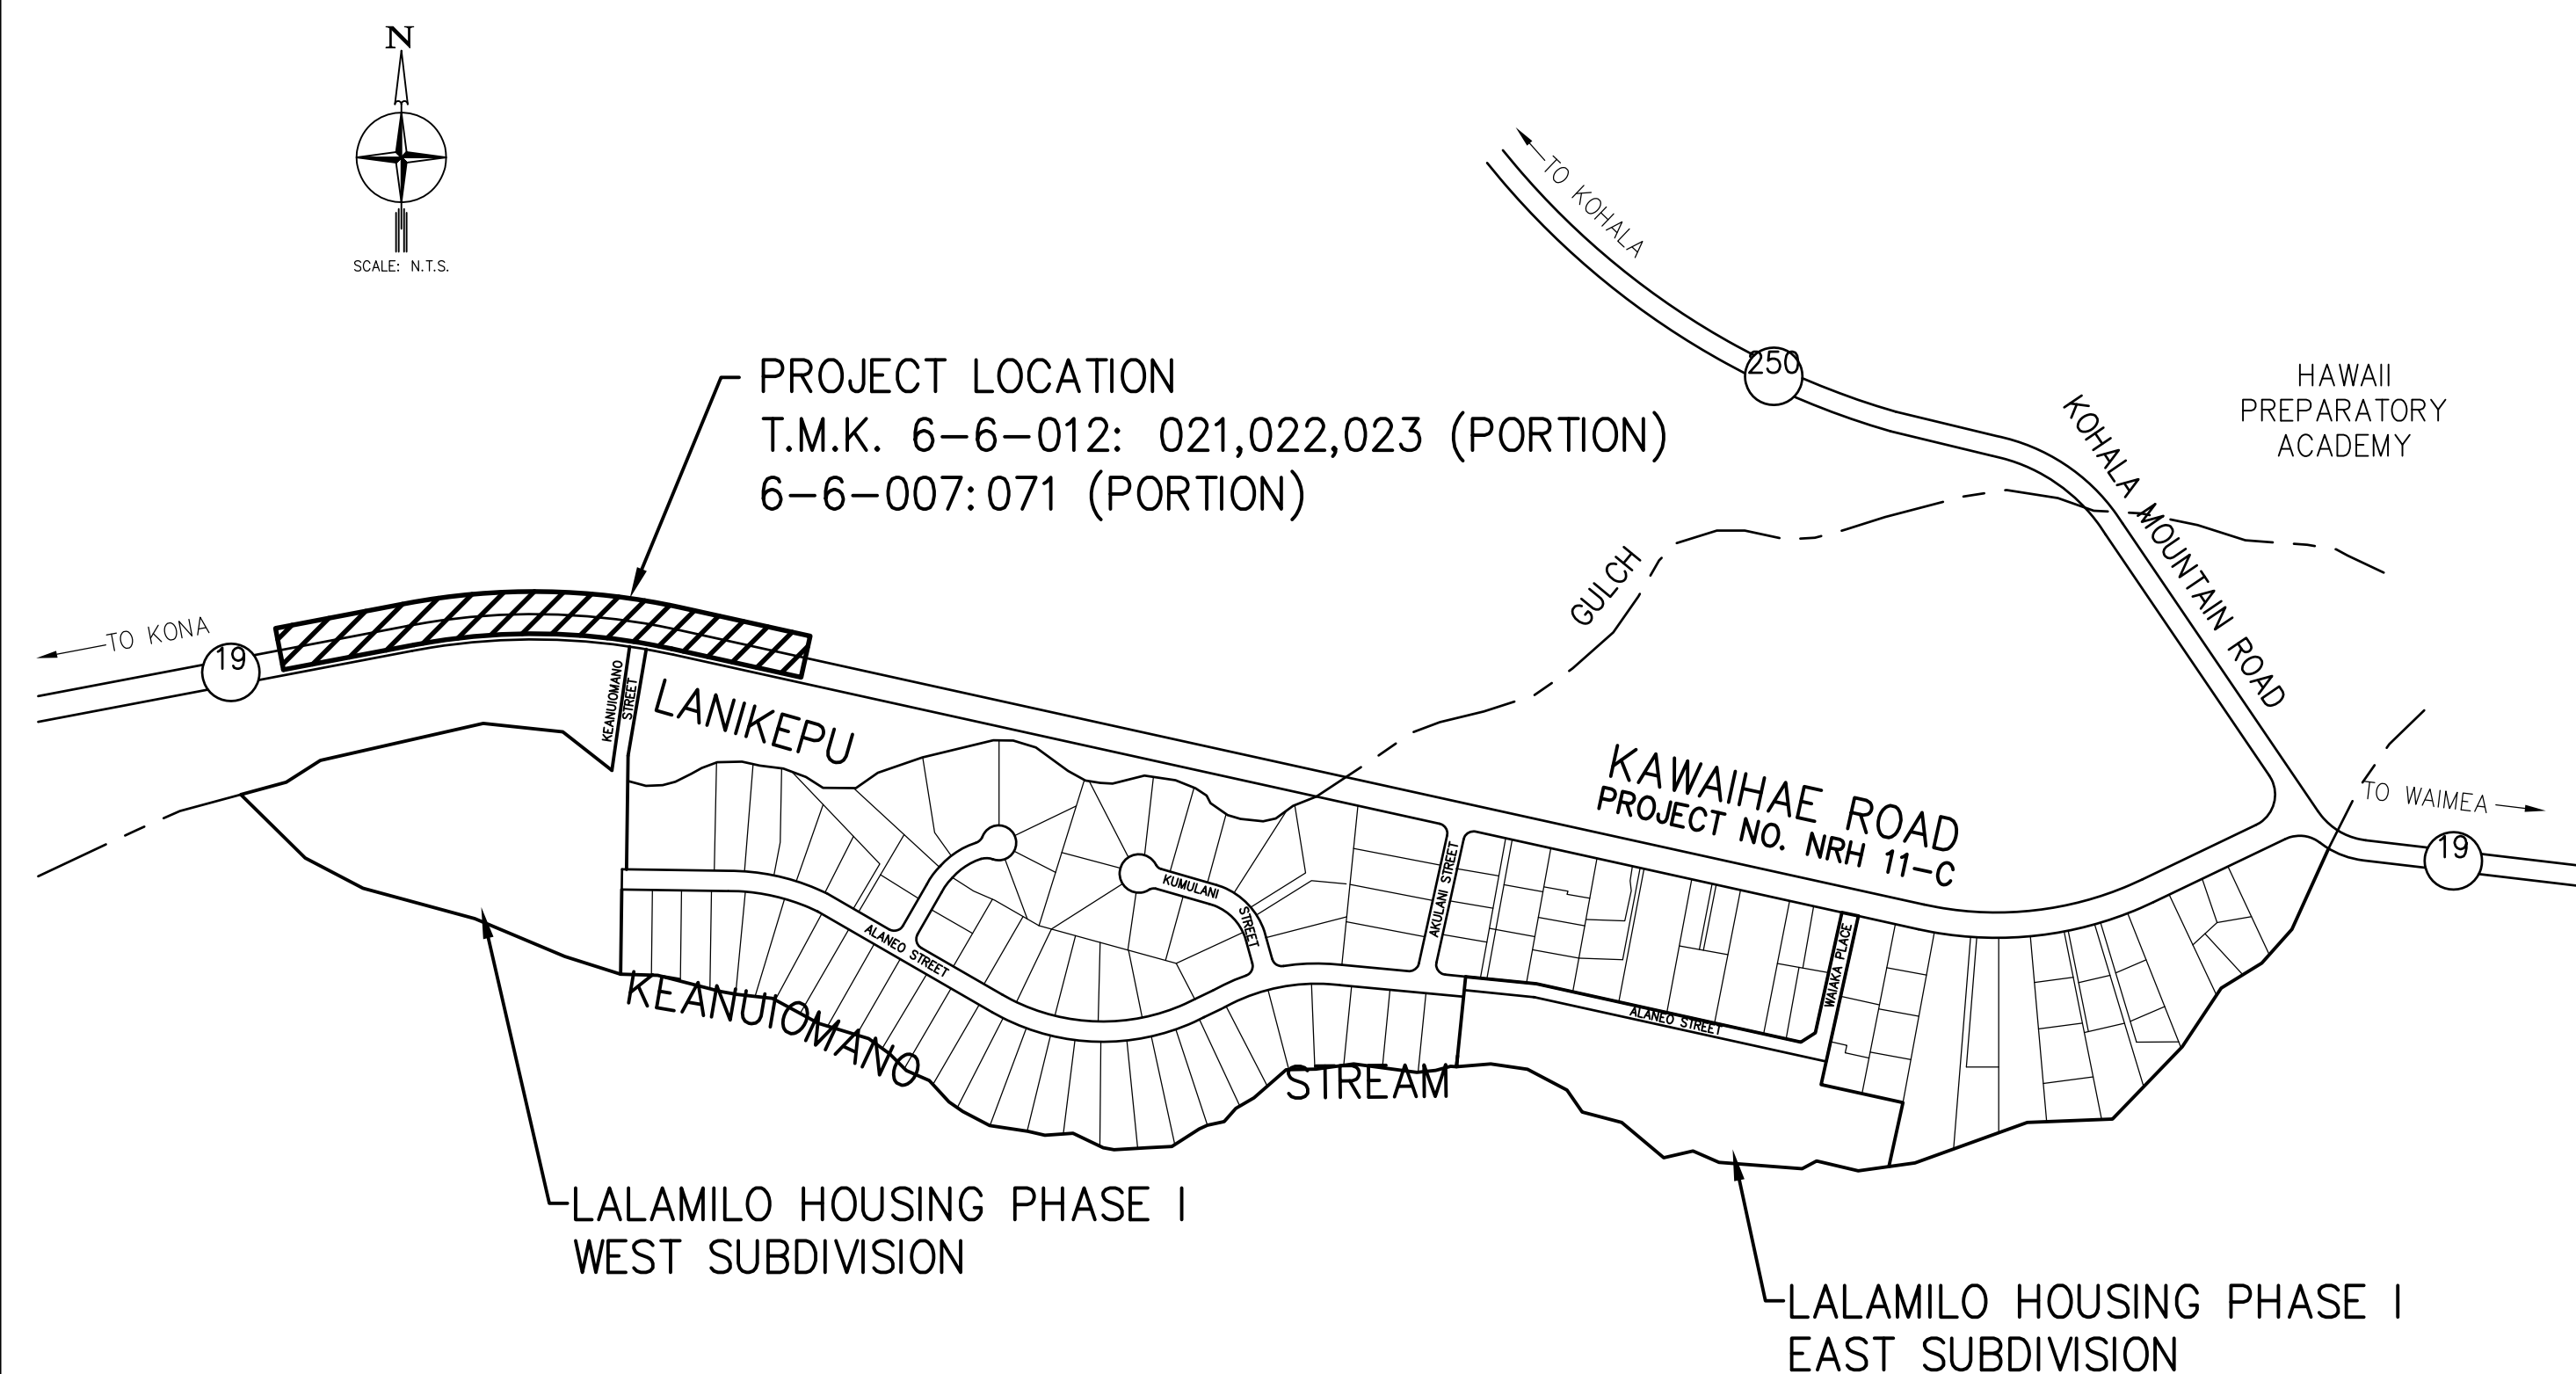 N
SCALE: N.T.S.
TO KOHALA
250
HAWAII
PREPARATORY
ACADEMY
PROJECT LOCATION
T.M.K. 6-6-012: 021,022,023 (PORTION)
6-6-007:071 (PORTION)
KOHALA MOUNTAIN ROAD
GULCH
TO KONA
19
KEANUIOMANO
STREET
LANIKEPU
KAWAIHAE ROAD
PROJECT NO. NRH 11-C
TO WAIMEA
19
KUMULANI
STREET
AKULANI STREET
ALANEO STREET
WAIAKA PLACE
ALANEO STREET
KEANUIOMANO
STREAM
LALAMILO HOUSING PHASE I
WEST SUBDIVISION
LALAMILO HOUSING PHASE I
EAST SUBDIVISION